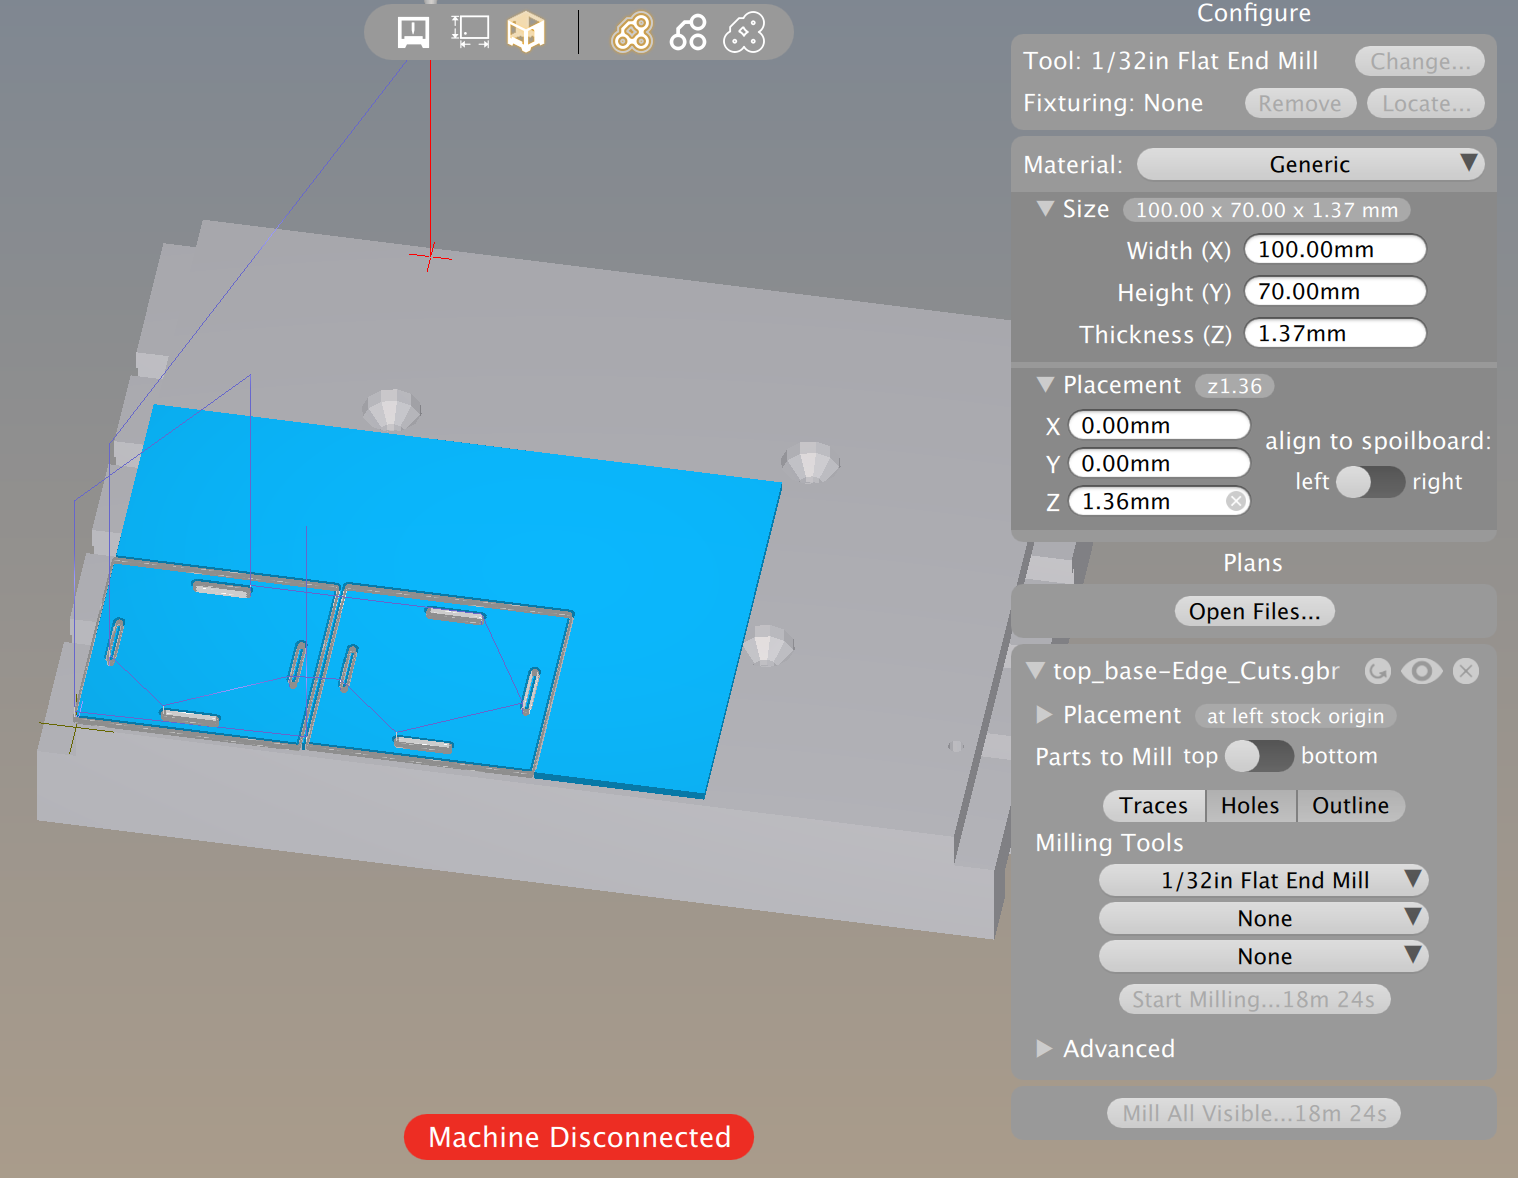 Configure
Tool: 1/32in Flat End Mill Change...
Fixturing: None Remove Locate...
Material: Generic
Size 100.00 x 70.00 x 1.37 mm
Width (X) 100.00mm
Height (Y) 70.00mm
Thickness (Z) 1.37mm
Placement z1.36
X 0.00mm
align to spoilboard:
Y 0.00mm
left right
Z 1.36mm
Plans
Open Files...
top_base-Edge_Cuts.gbr
Placement at left stock origin
Parts to Mill top bottom
Traces Holes Outline
Milling Tools
1/32in Flat End Mill
None
None
Start Milling...18m 24s
Advanced
Mill All Visible...18m 24s
Machine Disconnected